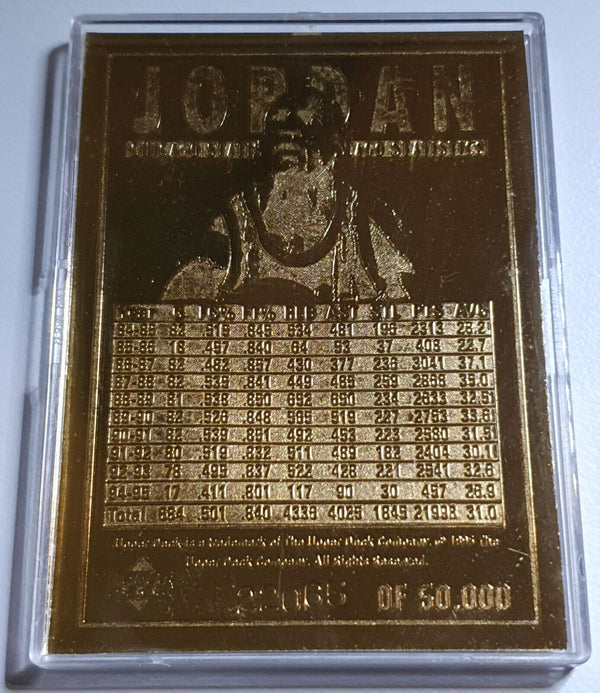 JORDAN
YEAR G FG% FT% REB AST STL PTS AVG
84-85 82 .515 .845 534 481 196 2313 28.2
85-86 18 .457 .840 64 53 37 408 22.7
86-87 82 .482 .857 430 377 236 3041 37.1
87-88 82 .535 .841 449 485 259 2868 35.0
88-89 81 .538 .850 652 650 234 2633 32.5
89-90 82 .526 .848 565 519 227 2753 33.6
90-91 82 .539 .851 492 453 223 2580 31.5
91-92 80 .519 .832 511 489 182 2404 30.1
92-93 78 .495 .837 522 428 221 2541 32.6
94-95 17 .411 .801 117 90 30 457 26.9
Total 684 .501 .840 4336 4025 1845 21998 31.0
Upper Deck is a trademark of the Upper Deck Company. © The
Upper Deck Company. All Rights Reserved.
22065 OF 50,000